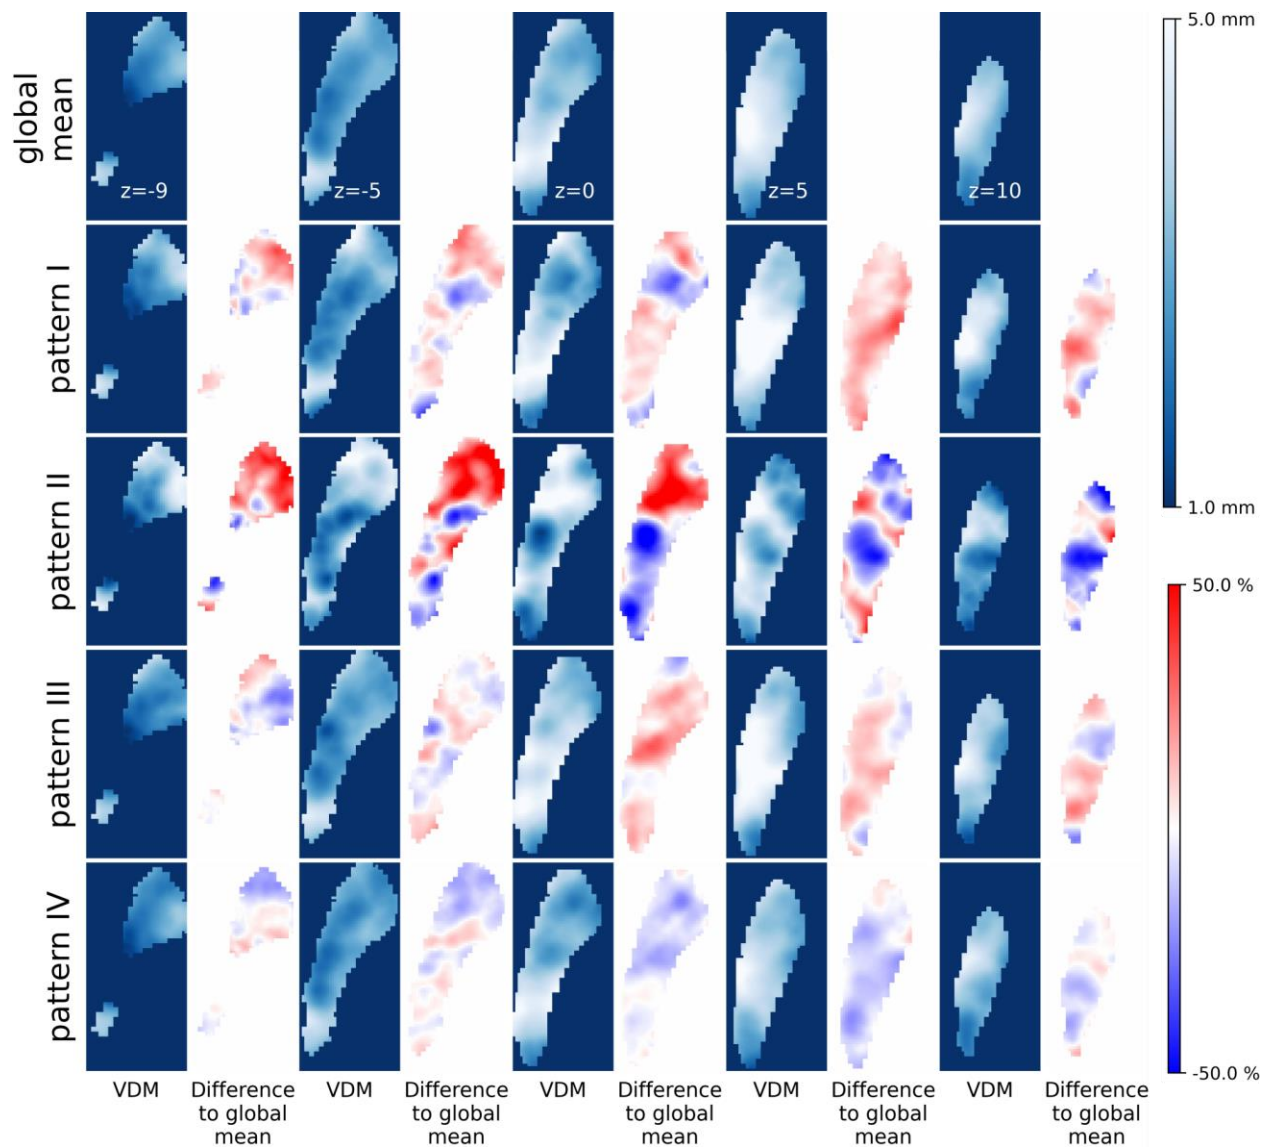 global
mean
z=-9
z=-5
z=0
z=5
z=10
5.0 mm
1.0 mm
pattern I
pattern II
50.0 %
pattern III
pattern IV
-50.0 %
VDM
Difference
to global
mean
VDM
Difference
to global
mean
VDM
Difference
to global
mean
VDM
Difference
to global
mean
VDM
Difference
to global
mean